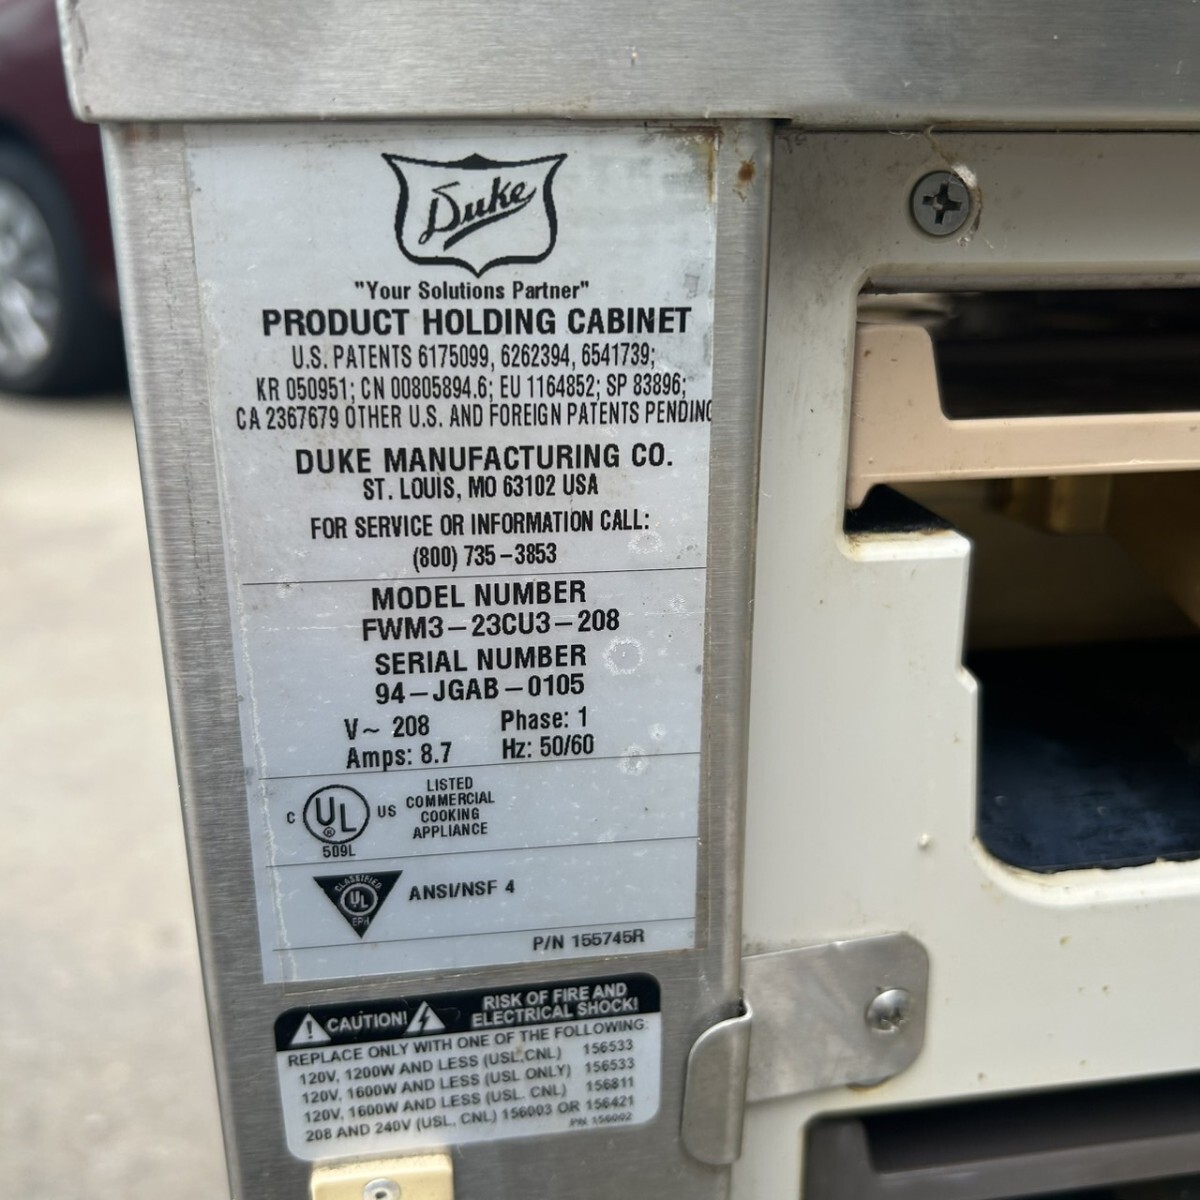 Duke
"Your Solutions Partner"
PRODUCT HOLDING CABINET
U.S. PATENTS 6175099, 6262394, 6541739;
KR 050951; CN 00805894.6; EU 1164852; SP 83896;
CA 2367679 OTHER U.S. AND FOREIGN PATENTS PENDING
DUKE MANUFACTURING CO.
ST. LOUIS, MO 63102 USA
FOR SERVICE OR INFORMATION CALL:
(800) 735-3853
MODEL NUMBER
FWM3-23CU3-208
SERIAL NUMBER
94-JGAB-0105
V~ 208 Phase: 1
Amps: 8.7 Hz: 50/60
C UL ® US
509L
LISTED
COMMERCIAL
COOKING
APPLIANCE
CLASSIFIED
UL
EPH
ANSI/NSF 4
P/N 155745R
CAUTION!
RISK OF FIRE AND
ELECTRICAL SHOCK!
REPLACE ONLY WITH ONE OF THE FOLLOWING:
120V, 1200W AND LESS (USL,CNL) 156533
120V, 1600W AND LESS (USL ONLY) 156533
120V, 1600W AND LESS (USL. CNL) 156811
208 AND 240V (USL, CNL) 156003 OR 156421
P/N 156002